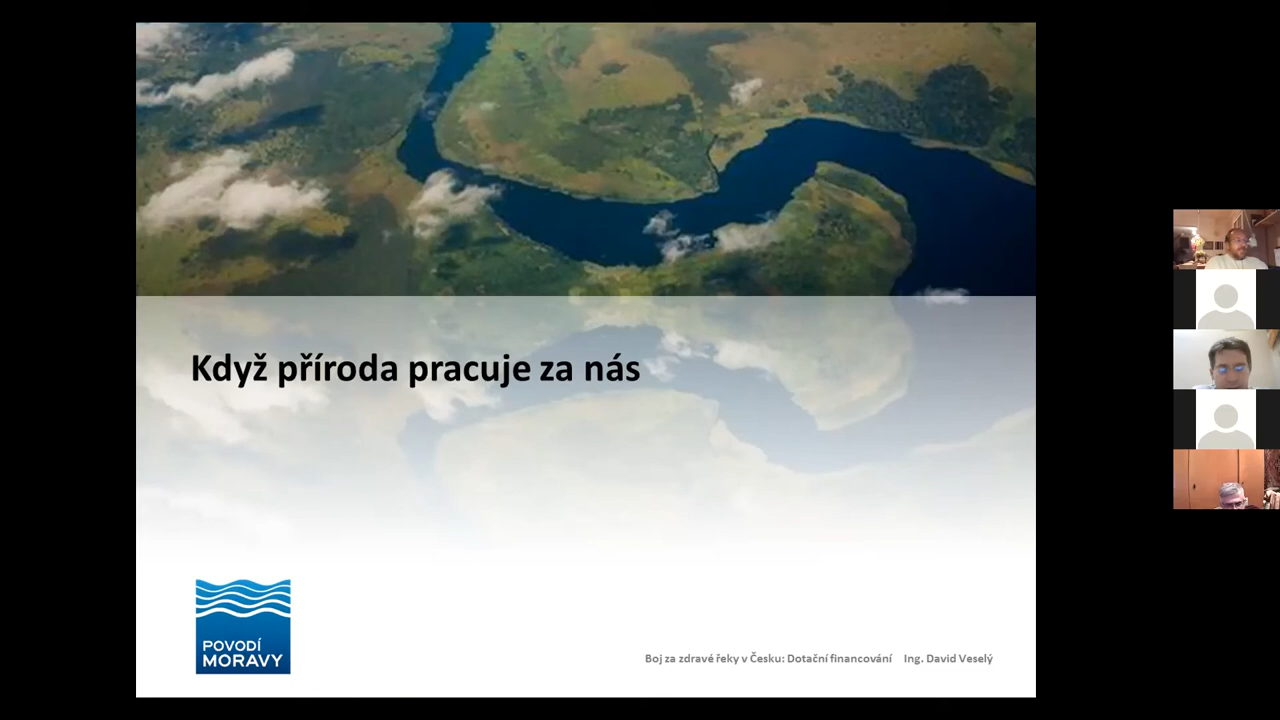 Když příroda pracuje za nás
POVODÍ
MORAVY
Boj za zdravé řeky v Česku: Dotační financování Ing. David Veselý